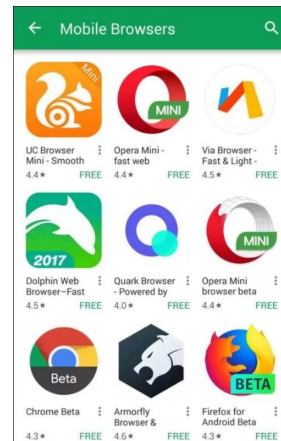 Mobile Browsers
Mini
MINI
UC Browser Mini - Smooth
Opera Mini - fast web
Via Browser - Fast & Light -
4.4★ FREE
4.4★ FREE
4.5★ FREE
2017
MINI
Dolphin Web Browser–Fast
Quark Browser - Powered by
Opera Mini browser beta
4.5★ FREE
4.0★ FREE
4.4★ FREE
Beta
BETA
Chrome Beta
Armorfly Browser &
Firefox for Android Beta
4.3★ FREE
4.6★ FREE
4.3★ FREE